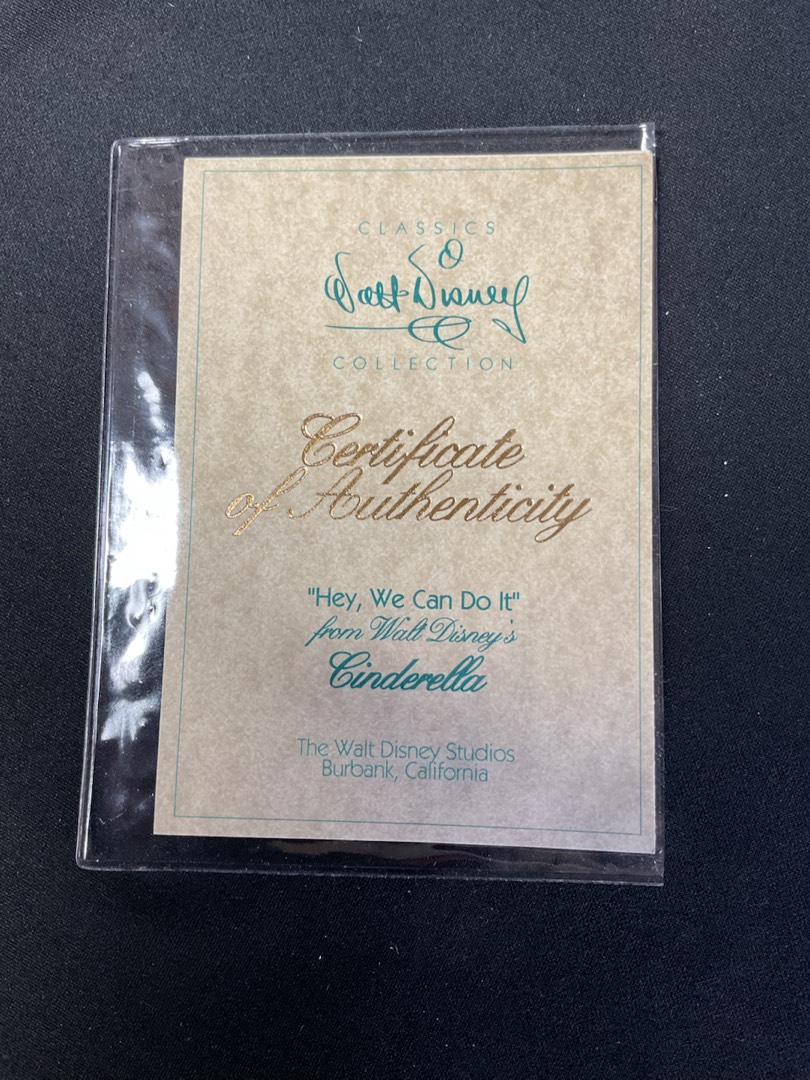 CLASSICS
Walt Disney
COLLECTION
Certificate
of Authenticity
"Hey, We Can Do It"
from Walt Disney's
Cinderella
The Walt Disney Studios
Burbank, California